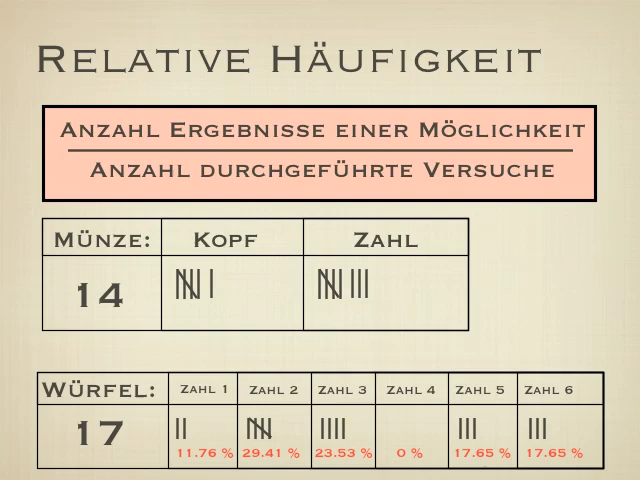 Relative Häufigkeit
Anzahl Ergebnisse einer Möglichkeit
Anzahl durchgeführte Versuche
Münze: Kopf Zahl
14
Würfel: Zahl 1 Zahl 2 Zahl 3 Zahl 4 Zahl 5 Zahl 6
17
11.76 % 29.41 % 23.53 % 0 % 17.65 % 17.65 %